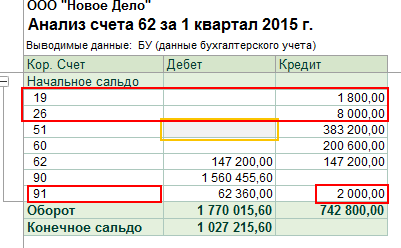 ООО "Новое Дело"
Анализ счета 62 за 1 квартал 2015 г.
Выводимые данные: БУ (данные бухгалтерского учета)
Кор. Счет Дебет Кредит
Начальное сальдо
19 1 800,00
26 8 000,00
51 383 200,00
60 200 600,00
62 147 200,00 147 200,00
90 1 560 455,60
91 62 360,00 2 000,00
Оборот 1 770 015,60 742 800,00
Конечное сальдо 1 027 215,60